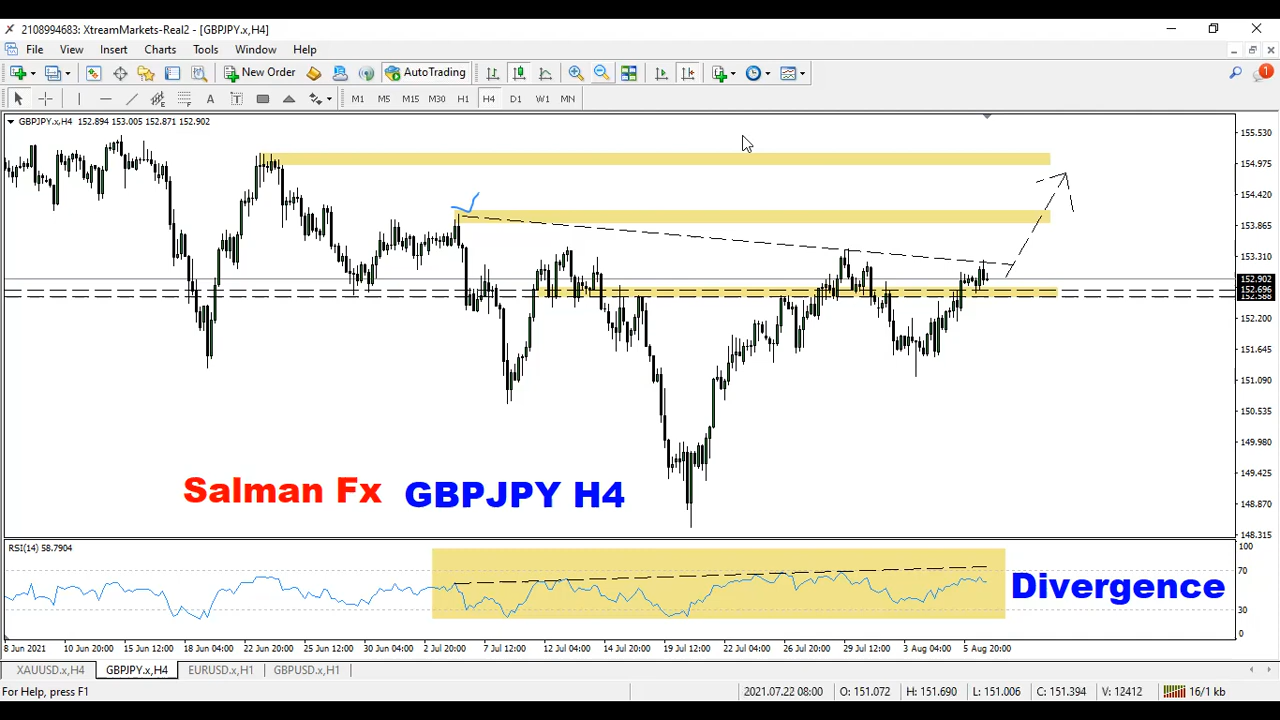 2108994683: XtreamMarkets-Real2 - [GBPJPY.x,H4]
File View Insert Charts Tools Window Help
New Order AutoTrading 1
A T M1 M5 M15 M30 H1 H4 D1 W1 MN
GBPJPY.x,H4 152.894 153.005 152.871 152.902
155.530
154.975
154.420
153.865
153.310
152.902
152.696
152.588
152.200
151.645
151.090
150.535
149.980
149.425
148.870
148.315
Salman Fx GBPJPY H4
RSI(14) 58.7904
100
70
30
0
Divergence
8 Jun 2021 10 Jun 20:00 15 Jun 12:00 18 Jun 04:00 22 Jun 20:00 25 Jun 12:00 30 Jun 04:00 2 Jul 20:00 7 Jul 12:00 12 Jul 04:00 14 Jul 20:00 19 Jul 12:00 22 Jul 04:00 26 Jul 20:00 29 Jul 12:00 3 Aug 04:00 5 Aug 20:00
XAUUSD.x,H4 GBPJPY.x,H4 EURUSD.x,H1 GBPUSD.x,H1
For Help, press F1 2021.07.22 08:00 O: 151.072 H: 151.690 L: 151.006 C: 151.394 V: 12412 16/1 kb